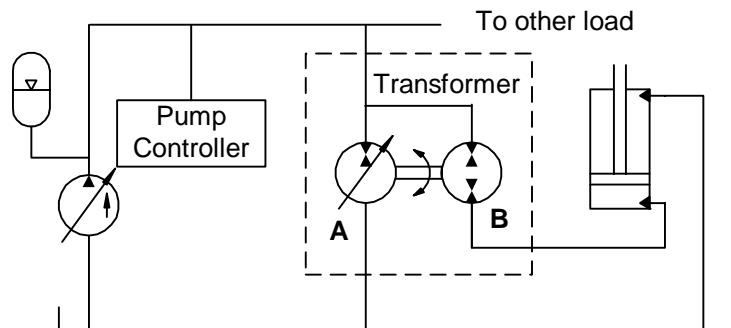 To other load
Transformer
Pump
Controller
A
B